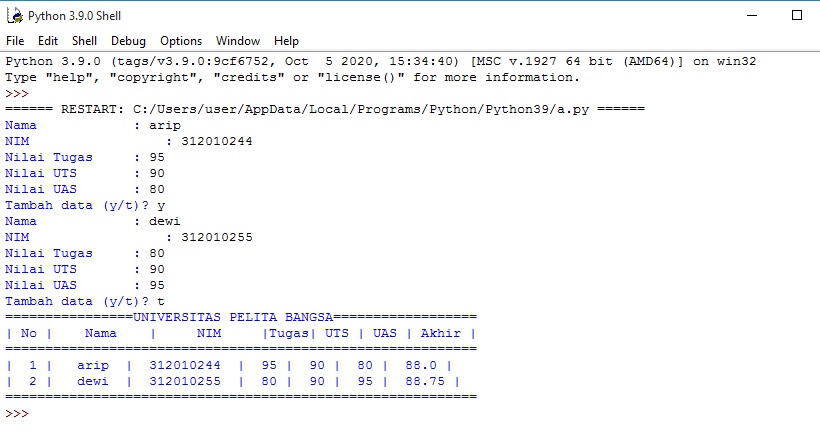 Python 3.9.0 Shell
File Edit Shell Debug Options Window Help
Python 3.9.0 (tags/v3.9.0:9cf6752, Oct  5 2020, 15:34:40) [MSC v.1927 64 bit (AMD64)] on win32
Type "help", "copyright", "credits" or "license()" for more information.
>>>
====== RESTART: C:/Users/user/AppData/Local/Programs/Python/Python39/a.py ======
Nama            : arip
NIM                 : 312010244
Nilai Tugas     : 95
Nilai UTS       : 90
Nilai UAS       : 80
Tambah data (y/t)? y
Nama            : dewi
NIM                 : 312010255
Nilai Tugas     : 80
Nilai UTS       : 90
Nilai UAS       : 95
Tambah data (y/t)? t
================UNIVERSITAS PELITA BANGSA==================
| No |    Nama    |     NIM     |Tugas| UTS | UAS | Akhir |
===========================================================
|  1 |   arip  |  312010244  |  95 |  90 |  80 |  88.0 |
|  2 |   dewi  |  312010255  |  80 |  90 |  95 |  88.75 |
===========================================================
>>>